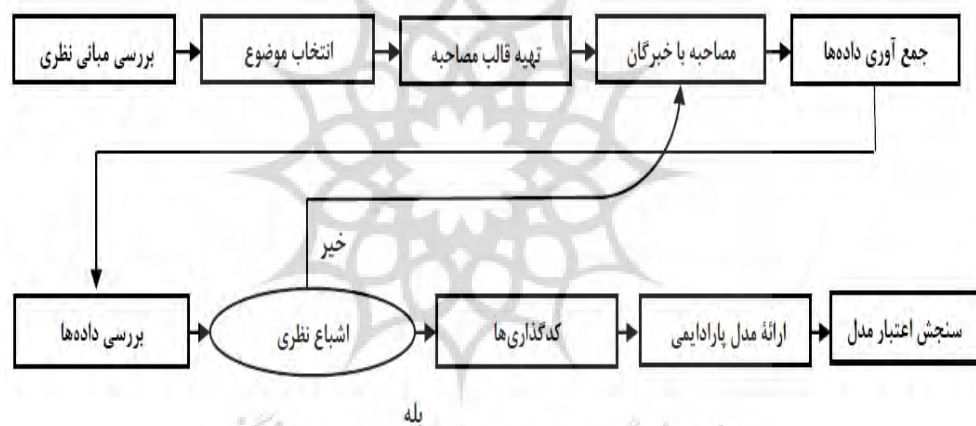 بررسی مبانی نظری
انتخاب موضوع
تهیه قالب مصاحبه
مصاحبه با خبرگان
جمع آوری داده‌ها
خیر
بررسی داده‌ها
اشباع نظری
کدگذاری‌ها
ارائهٔ مدل پارادایمی
سنجش اعتبار مدل
بله